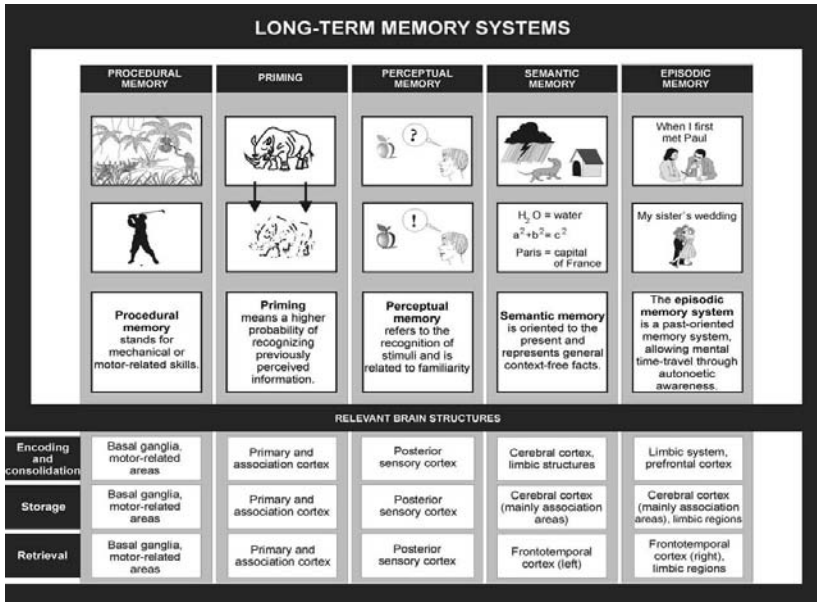 LONG-TERM MEMORY SYSTEMS
PROCEDURAL
MEMORY
PRIMING
PERCEPTUAL
MEMORY
SEMANTIC
MEMORY
EPISODIC
MEMORY
?
When I first
met Paul
!
H₂O = water
a²+b²= c²
Paris = capital
of France
My sister's wedding
Procedural
memory
stands for
mechanical or
motor-related skills.
Priming
means a higher
probability of
recognizing
previously
perceived
information.
Perceptual
memory
refers to the
recognition of
stimuli and is
related to familiarity
Semantic memory
is oriented to the
present and
represents general
context-free facts.
The episodic
memory system
is a past-oriented
memory system,
allowing mental
time-travel through
autonoetic
awareness.
RELEVANT BRAIN STRUCTURES
Encoding
and
consolidation
Basal ganglia,
motor-related
areas
Primary and
association cortex
Posterior
sensory cortex
Cerebral cortex,
limbic structures
Limbic system,
prefrontal cortex
Storage
Basal ganglia,
motor-related
areas
Primary and
association cortex
Posterior
sensory cortex
Cerebral cortex
(mainly association
areas)
Cerebral cortex
(mainly association
areas), limbic regions
Retrieval
Basal ganglia,
motor-related
areas
Primary and
association cortex
Posterior
sensory cortex
Frontotemporal
cortex (left)
Frontotemporal
cortex (right),
limbic regions